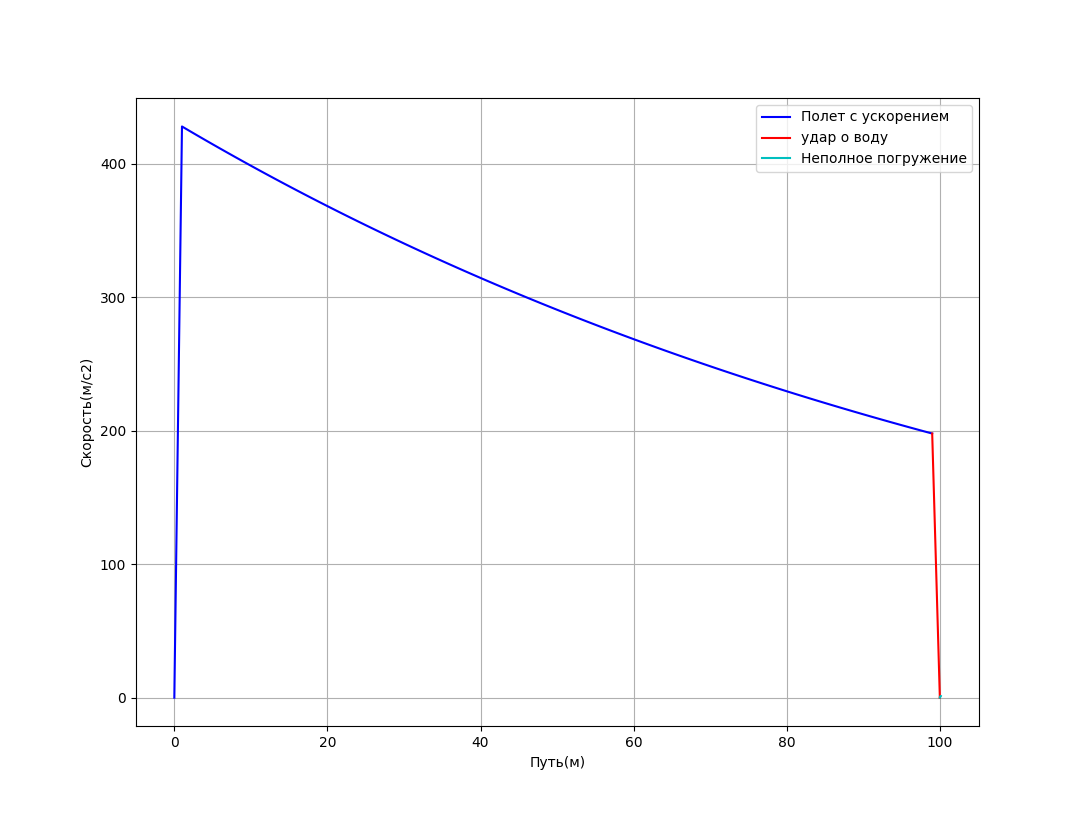 Полет с ускорением
удар о воду
Неполное погружение
400
300
200
100
0
Скорость(м/с2)
0 20 40 60 80 100
Путь(м)